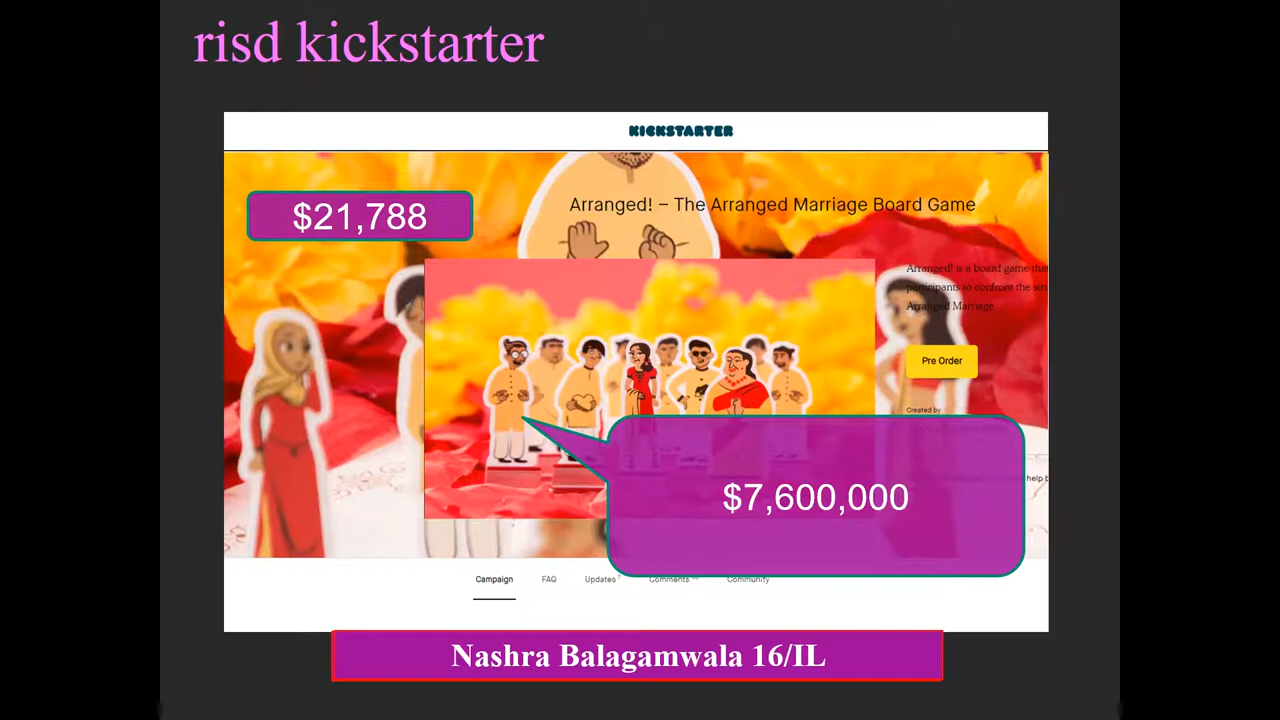 risd kickstarter
KICKSTARTER
$21,788
Arranged! – The Arranged Marriage Board Game
Arranged! is a board game that
participants to confront the
Arranged Marriage.
Pre Order
Created by
help
$7,600,000
Campaign FAQ Updates 7 Comments Community
Nashra Balagamwala 16/IL